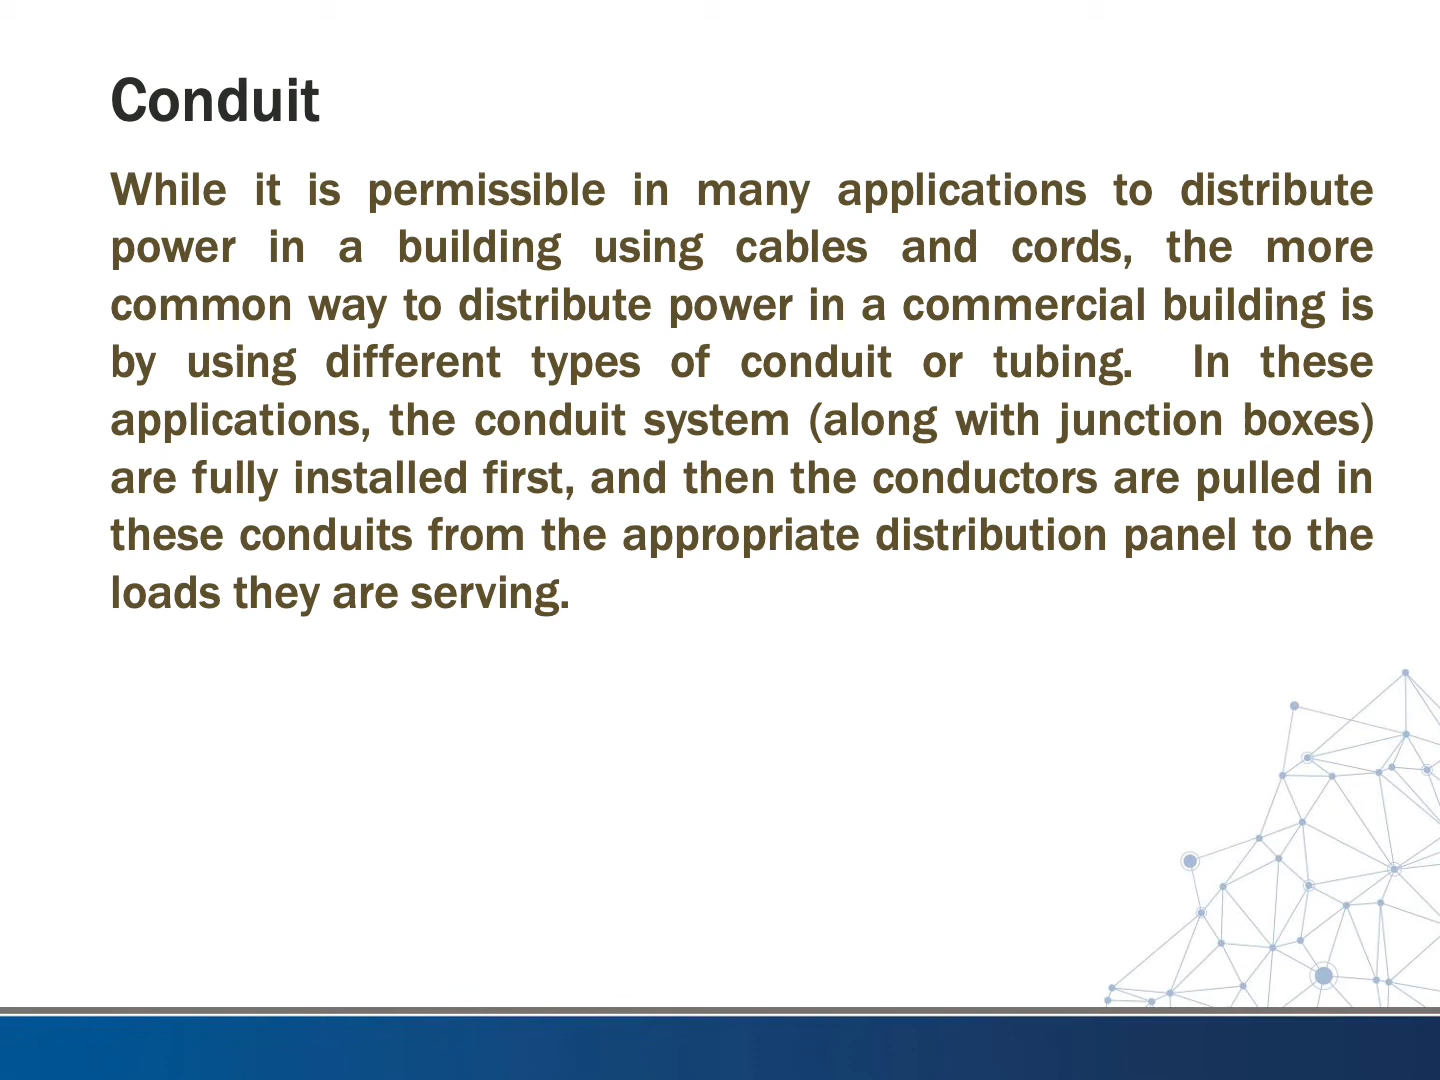 Conduit
While it is permissible in many applications to distribute
power in a building using cables and cords, the more
common way to distribute power in a commercial building is
by using different types of conduit or tubing.  In these
applications, the conduit system (along with junction boxes)
are fully installed first, and then the conductors are pulled in
these conduits from the appropriate distribution panel to the
loads they are serving.